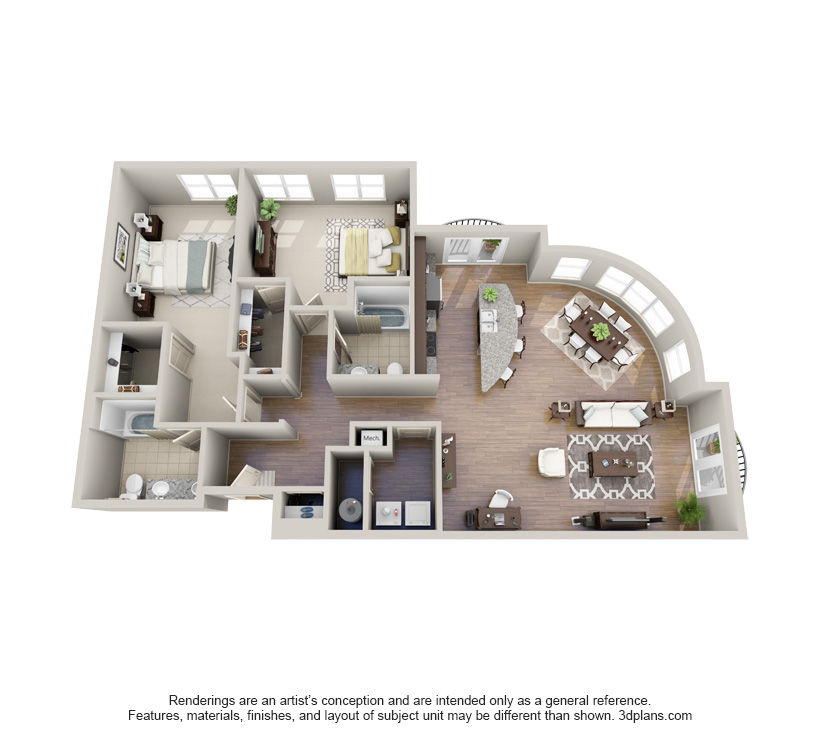 Mech.
Renderings are an artist’s conception and are intended only as a general reference.
Features, materials, finishes, and layout of subject unit may be different than shown. 3dplans.com